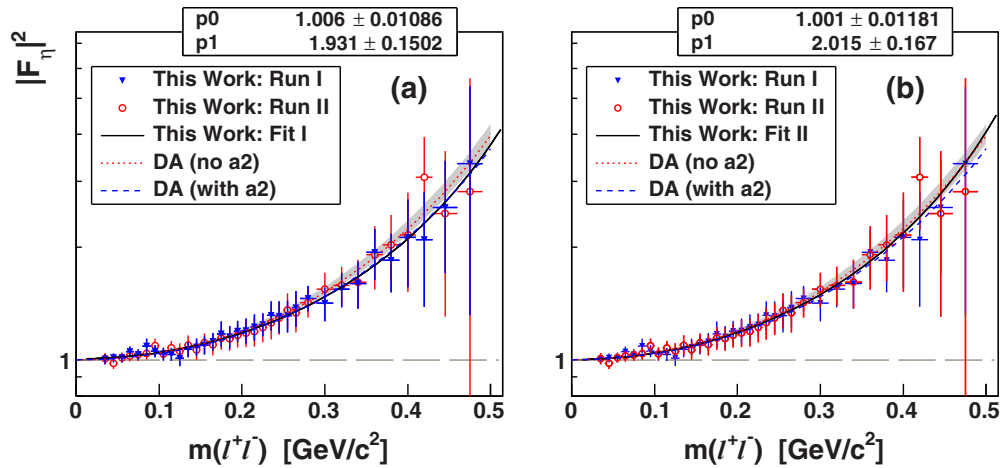 p0 1.006 ± 0.01086
p1 1.931 ± 0.1502
|F_η|²
This Work: Run I
This Work: Run II
This Work: Fit I
DA (no a2)
DA (with a2)
(a)
1
0 0.1 0.2 0.3 0.4 0.5
m(l⁺l⁻) [GeV/c²]
p0 1.001 ± 0.01181
p1 2.015 ± 0.167
This Work: Run I
This Work: Run II
This Work: Fit II
DA (no a2)
DA (with a2)
(b)
1
0 0.1 0.2 0.3 0.4 0.5
m(l⁺l⁻) [GeV/c²]